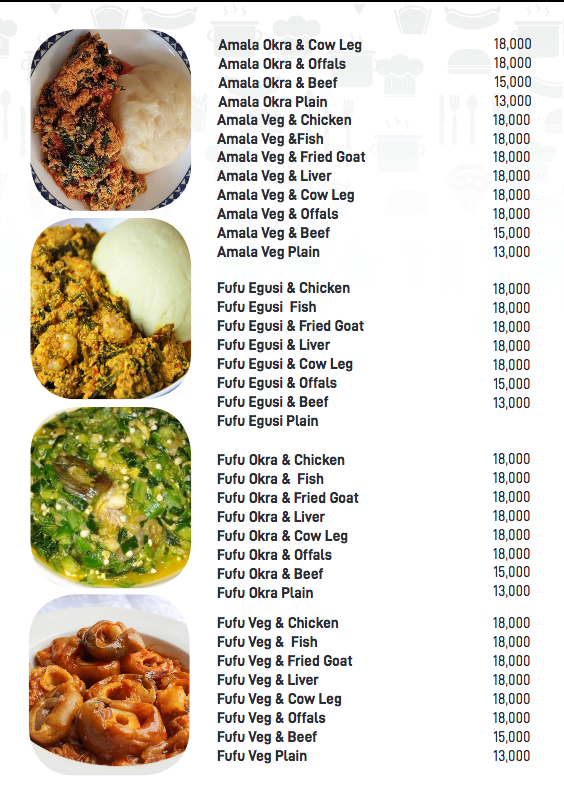 Amala Okra & Cow Leg 18,000
Amala Okra & Offals 18,000
Amala Okra & Beef 15,000
Amala Okra Plain 13,000
Amala Veg & Chicken 18,000
Amala Veg &Fish 18,000
Amala Veg & Fried Goat 18,000
Amala Veg & Liver 18,000
Amala Veg & Cow Leg 18,000
Amala Veg & Offals 18,000
Amala Veg & Beef 15,000
Amala Veg Plain 13,000
Fufu Egusi & Chicken 18,000
Fufu Egusi Fish 18,000
Fufu Egusi & Fried Goat 18,000
Fufu Egusi & Liver 18,000
Fufu Egusi & Cow Leg 18,000
Fufu Egusi & Offals 15,000
Fufu Egusi & Beef 13,000
Fufu Egusi Plain
Fufu Okra & Chicken 18,000
Fufu Okra & Fish 18,000
Fufu Okra & Fried Goat 18,000
Fufu Okra & Liver 18,000
Fufu Okra & Cow Leg 18,000
Fufu Okra & Offals 18,000
Fufu Okra & Beef 15,000
Fufu Okra Plain 13,000
Fufu Veg & Chicken 18,000
Fufu Veg & Fish 18,000
Fufu Veg & Fried Goat 18,000
Fufu Veg & Liver 18,000
Fufu Veg & Cow Leg 18,000
Fufu Veg & Offals 18,000
Fufu Veg & Beef 15,000
Fufu Veg Plain 13,000